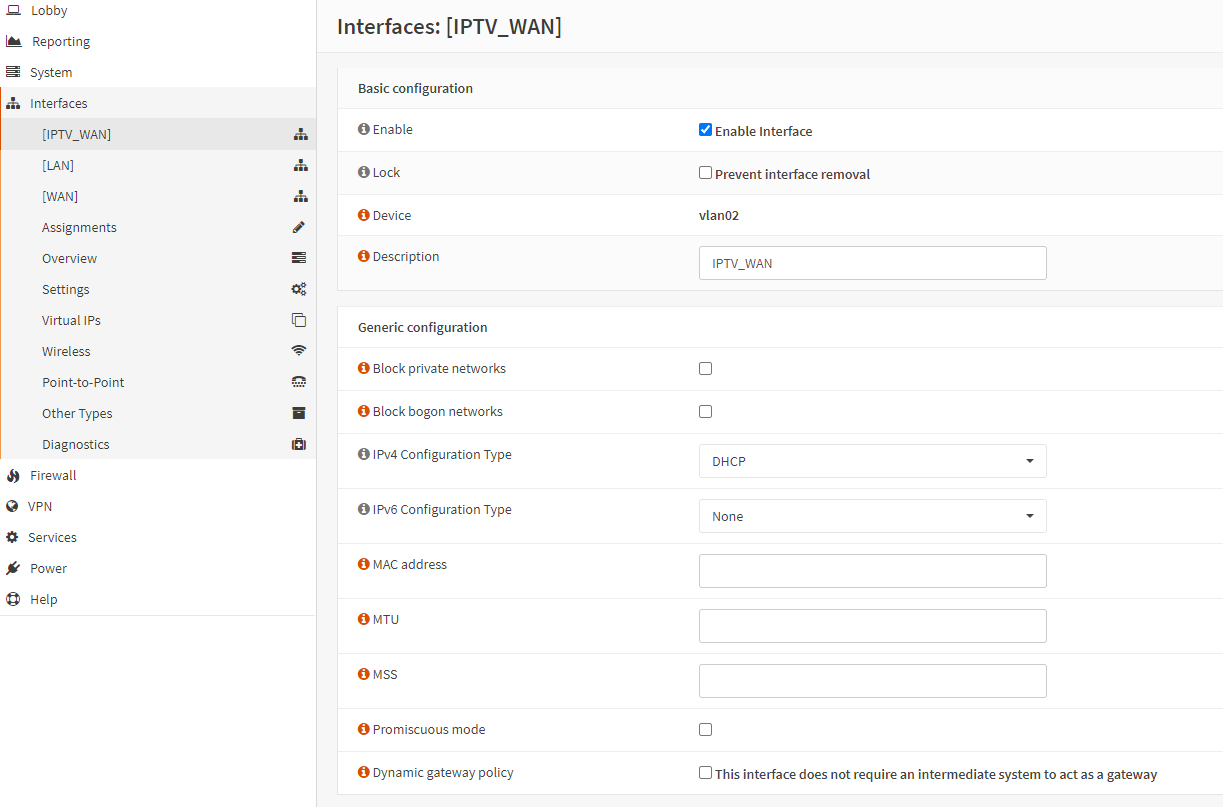 Lobby
Reporting
System
Interfaces
[IPTV_WAN]
[LAN]
[WAN]
Assignments
Overview
Settings
Virtual IPs
Wireless
Point-to-Point
Other Types
Diagnostics
Firewall
VPN
Services
Power
Help
Interfaces: [IPTV_WAN]
Basic configuration
Enable
Enable Interface
Lock
Prevent interface removal
Device
vlan02
Description
IPTV_WAN
Generic configuration
Block private networks
Block bogon networks
IPv4 Configuration Type
DHCP
IPv6 Configuration Type
None
MAC address
MTU
MSS
Promiscuous mode
Dynamic gateway policy
This interface does not require an intermediate system to act as a gateway